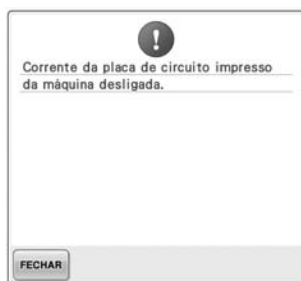 Corrente da placa de circuito impresso
da máquina desligada.
FECHAR